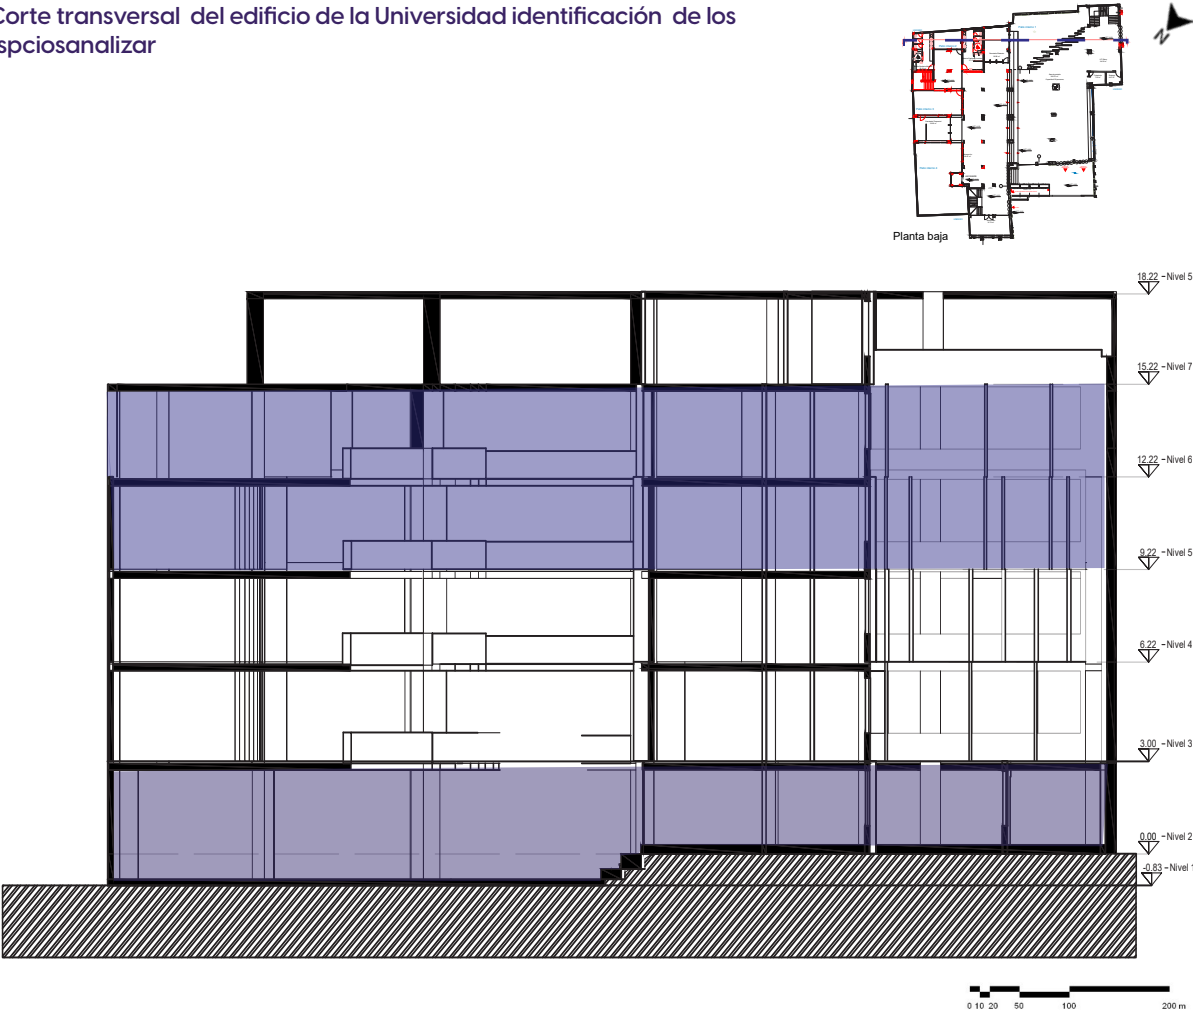 Corte transversal del edificio de la Universidad identificación de los
spciosanalizar
N
Planta baja
18.22 - Nivel 5
15.22 - Nivel 7
12.22 - Nivel 6
9.22 - Nivel 5
6.22 - Nivel 4
3.00 - Nivel 3
0.00 - Nivel 2
-0.83 - Nivel 1
0 10 20 50 100 200 m